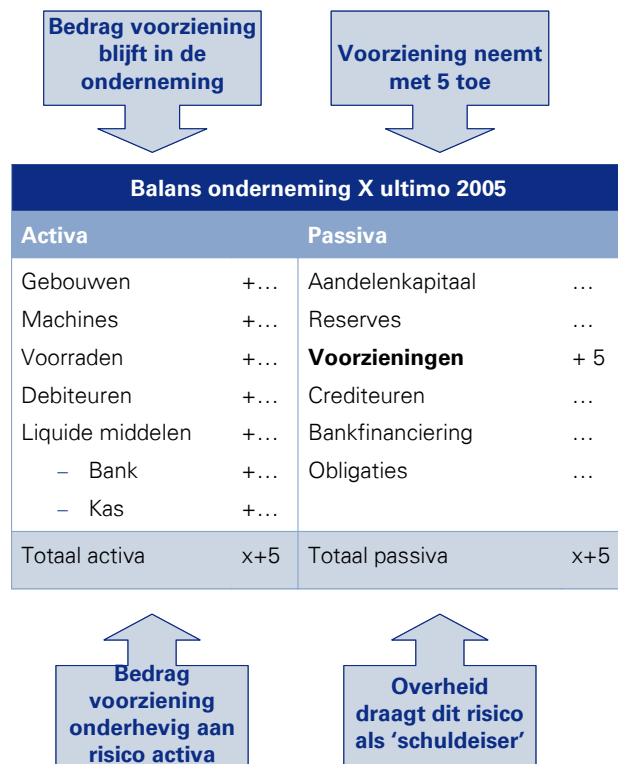 Bedrag voorziening
blijft in de
onderneming
Voorziening neemt
met 5 toe
Balans onderneming X ultimo 2005
Activa Passiva
Gebouwen +… Aandelenkapitaal …
Machines +… Reserves …
Voorraden +… Voorzieningen + 5
Debiteuren +… Crediteuren …
Liquide middelen +… Bankfinanciering …
– Bank +… Obligaties …
– Kas +…
Totaal activa x+5 Totaal passiva x+5
Bedrag
voorziening
onderhevig aan
risico activa
Overheid
draagt dit risico
als ‘schuldeiser’